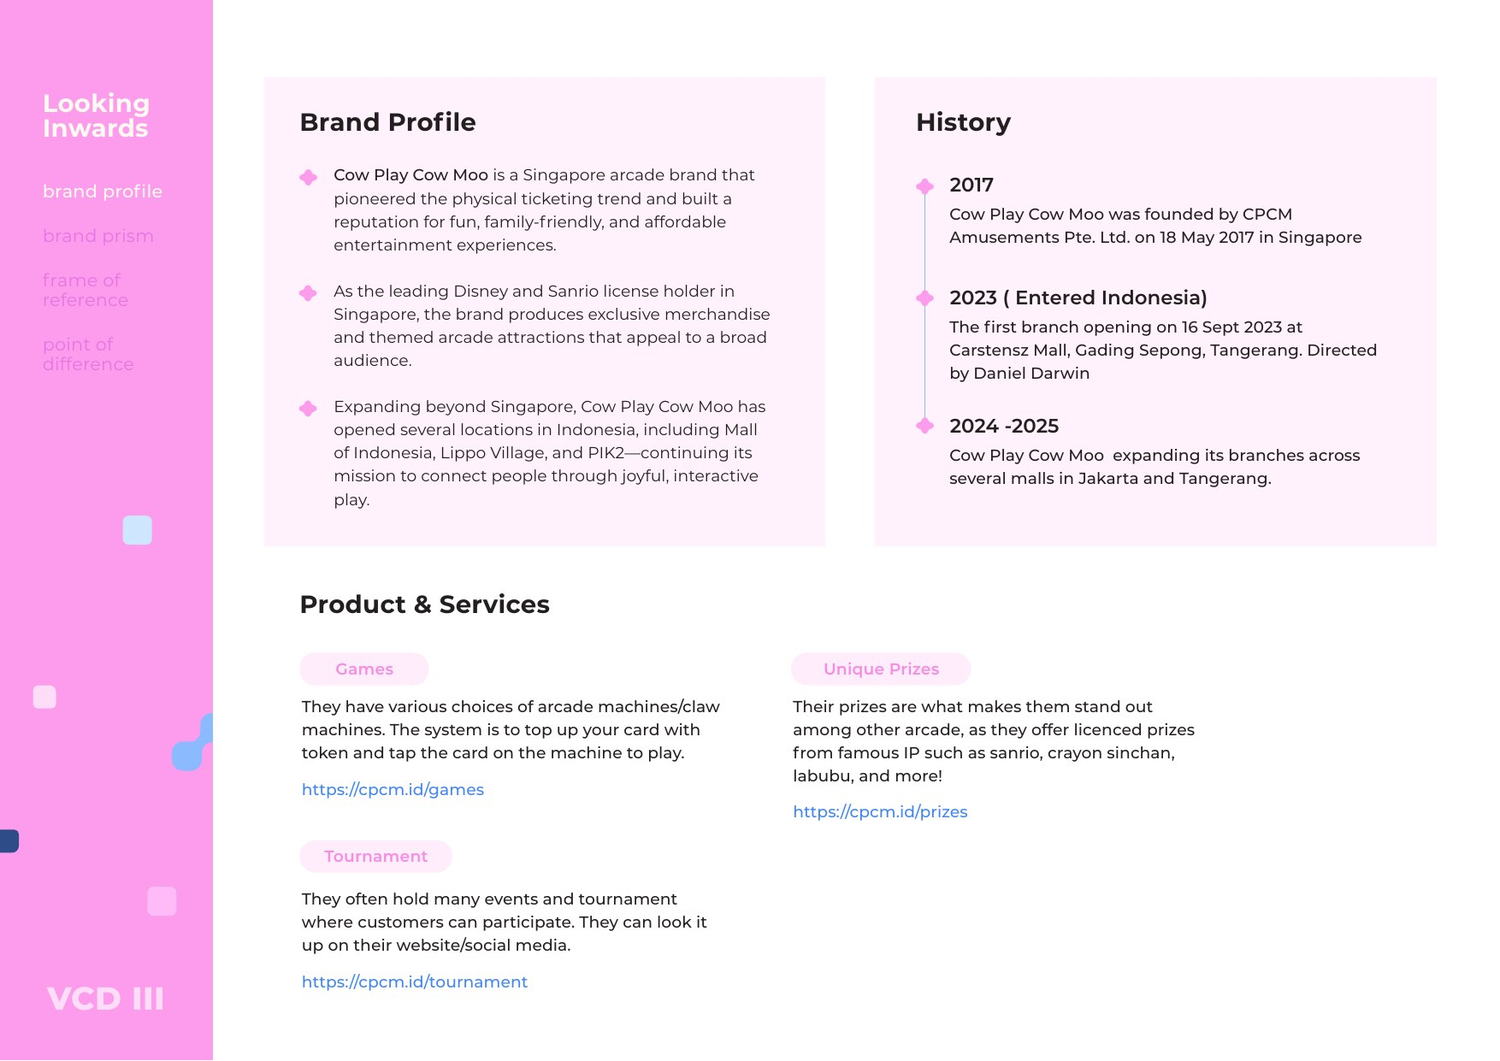 Looking
Inwards
brand profile
brand prism
frame of
reference
point of
difference
VCD III
Brand Profile
Cow Play Cow Moo is a Singapore arcade brand that
pioneered the physical ticketing trend and built a
reputation for fun, family-friendly, and affordable
entertainment experiences.
As the leading Disney and Sanrio license holder in
Singapore, the brand produces exclusive merchandise
and themed arcade attractions that appeal to a broad
audience.
Expanding beyond Singapore, Cow Play Cow Moo has
opened several locations in Indonesia, including Mall
of Indonesia, Lippo Village, and PIK2—continuing its
mission to connect people through joyful, interactive
play.
History
2017
Cow Play Cow Moo was founded by CPCM
Amusements Pte. Ltd. on 18 May 2017 in Singapore
2023 ( Entered Indonesia)
The first branch opening on 16 Sept 2023 at
Carstensz Mall, Gading Sepong, Tangerang. Directed
by Daniel Darwin
2024 -2025
Cow Play Cow Moo  expanding its branches across
several malls in Jakarta and Tangerang.
Product & Services
Games
They have various choices of arcade machines/claw
machines. The system is to top up your card with
token and tap the card on the machine to play.
https://cpcm.id/games
Unique Prizes
Their prizes are what makes them stand out
among other arcade, as they offer licenced prizes
from famous IP such as sanrio, crayon sinchan,
labubu, and more!
https://cpcm.id/prizes
Tournament
They often hold many events and tournament
where customers can participate. They can look it
up on their website/social media.
https://cpcm.id/tournament